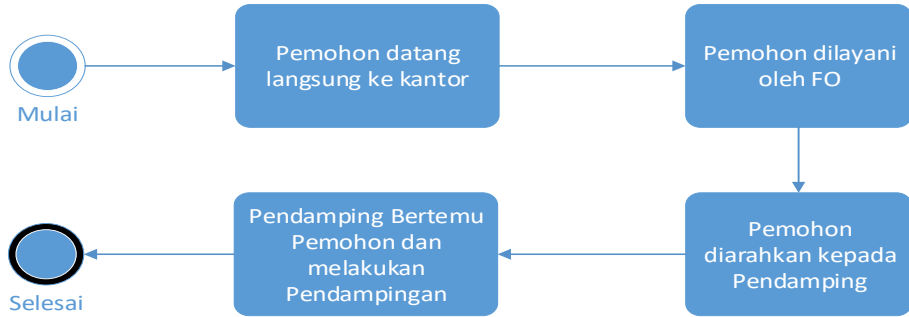 Mulai
Pemohon datang
langsung ke kantor
Pemohon dilayani
oleh FO
Pemohon
diarahkan kepada
Pendamping
Pendamping Bertemu
Pemohon dan
melakukan
Pendampingan
Selesai